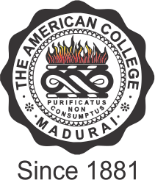 · THE AMERICAN COLLEGE ·
MADURAI
PURIFICATUS
NON
CONSUMPTUS
Since 1881